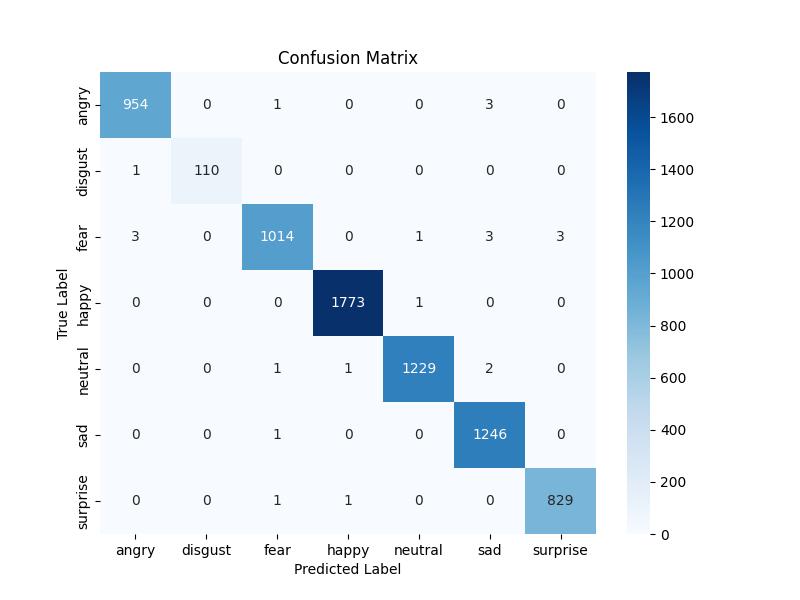 Confusion Matrix
angry 954 0 1 0 0 3 0
disgust 1 110 0 0 0 0 0
fear 3 0 1014 0 1 3 3
happy 0 0 0 1773 1 0 0
neutral 0 0 1 1 1229 2 0
sad 0 0 1 0 0 1246 0
surprise 0 0 1 1 0 0 829
angry disgust fear happy neutral sad surprise
Predicted Label
True Label
1600
1400
1200
1000
800
600
400
200
0